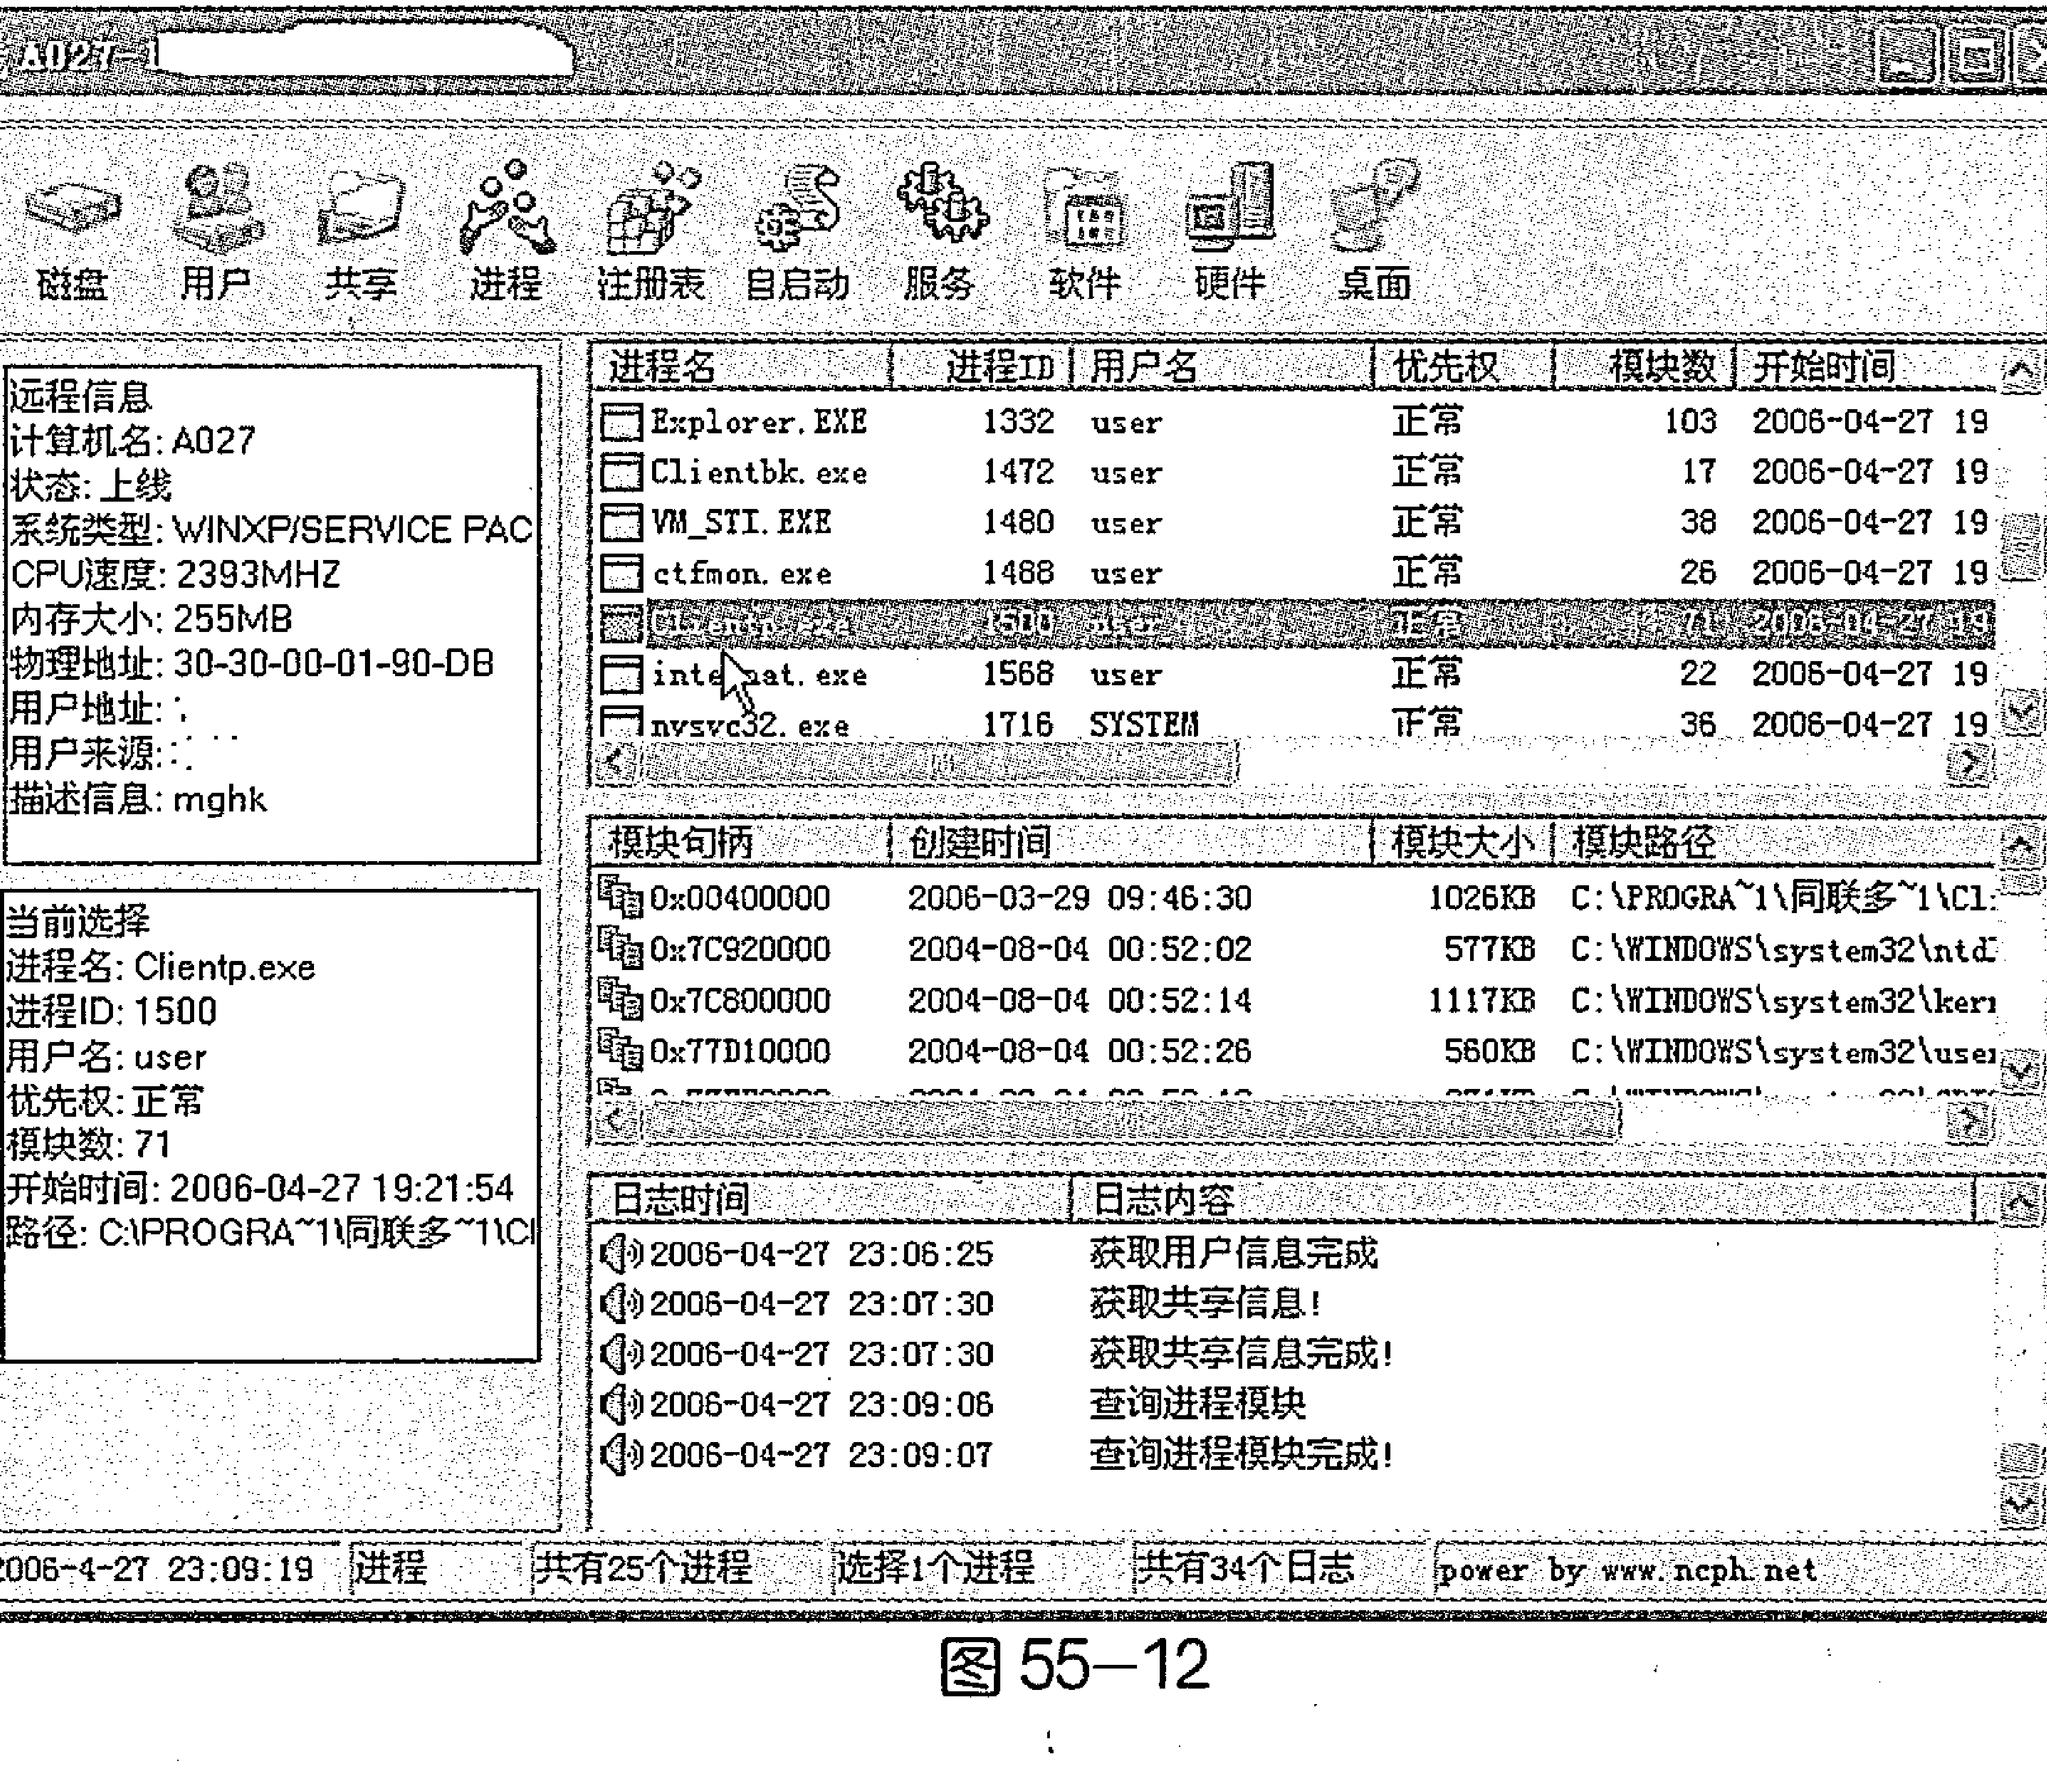 A027-1
磁盘 用户 共享 进程 注册表 自启动 服务 软件 硬件 桌面
远程信息
计算机名: A027
状态: 上线
系统类型: WINXP/SERVICE PAC
CPU速度: 2393MHZ
内存大小: 255MB
物理地址: 30-30-00-01-90-DB
用户地址:
用户来源:
描述信息: mghk
当前选择
进程名: Clientp.exe
进程ID: 1500
用户名: user
优先权: 正常
模块数: 71
开始时间: 2006-04-27 19:21:54
路径: C:\PROGRA~1\同联多~1\Cl
进程名 进程ID 用户名 优先权 模块数 开始时间
Explorer.EXE 1332 user 正常 103 2006-04-27 19
Clientbk.exe 1472 user 正常 17 2006-04-27 19
VM_STI.EXE 1480 user 正常 38 2006-04-27 19
ctfmon.exe 1488 user 正常 26 2006-04-27 19
Clientp.exe 1500 user 正常 71 2006-04-27 19
internat.exe 1568 user 正常 22 2006-04-27 19
nvsvc32.exe 1716 SYSTEM 正常 36 2006-04-27 19
模块句柄 创建时间 模块大小 模块路径
0x00400000 2006-03-29 09:46:30 1026KB C:\PROGRA~1\同联多~1\Cl
0x7C920000 2004-08-04 00:52:02 577KB C:\WINDOWS\system32\ntd
0x7C800000 2004-08-04 00:52:14 1117KB C:\WINDOWS\system32\ker
0x77D10000 2004-08-04 00:52:26 560KB C:\WINDOWS\system32\use
日志时间 日志内容
2006-04-27 23:06:25 获取用户信息完成
2006-04-27 23:07:30 获取共享信息!
2006-04-27 23:07:30 获取共享信息完成!
2006-04-27 23:09:06 查询进程模块
2006-04-27 23:09:07 查询进程模块完成!
2006-4-27 23:09:19 进程 共有25个进程 选择1个进程 共有34个日志 power by www.ncph.net
图 55-12